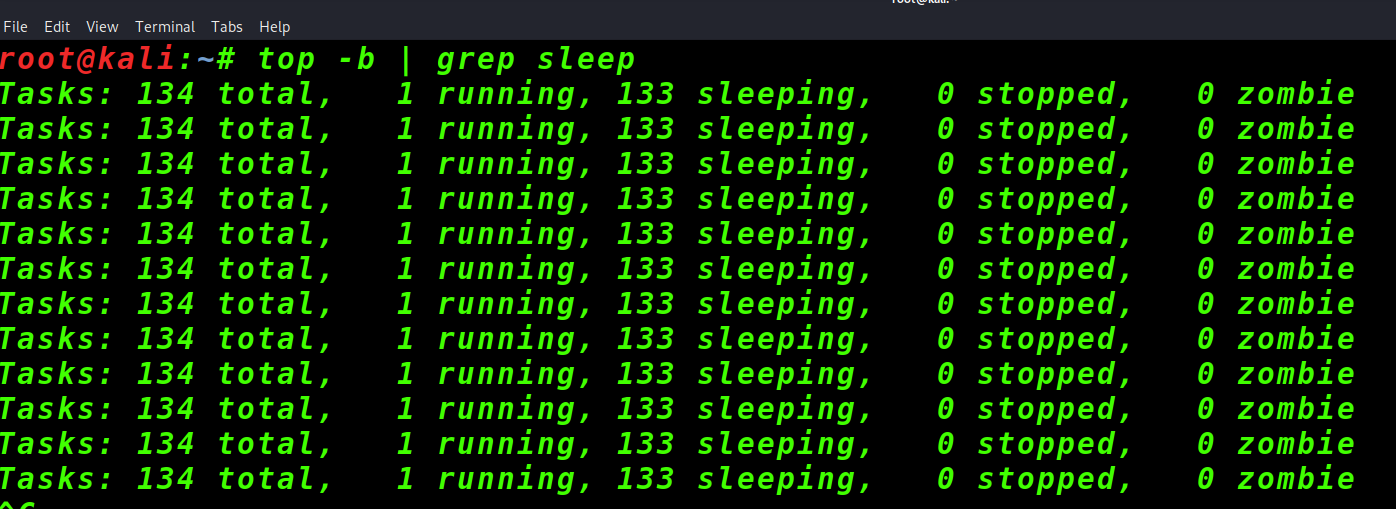 File Edit View Terminal Tabs Help
root@kali:~# top -b | grep sleep
Tasks: 134 total,   1 running, 133 sleeping,   0 stopped,   0 zombie
Tasks: 134 total,   1 running, 133 sleeping,   0 stopped,   0 zombie
Tasks: 134 total,   1 running, 133 sleeping,   0 stopped,   0 zombie
Tasks: 134 total,   1 running, 133 sleeping,   0 stopped,   0 zombie
Tasks: 134 total,   1 running, 133 sleeping,   0 stopped,   0 zombie
Tasks: 134 total,   1 running, 133 sleeping,   0 stopped,   0 zombie
Tasks: 134 total,   1 running, 133 sleeping,   0 stopped,   0 zombie
Tasks: 134 total,   1 running, 133 sleeping,   0 stopped,   0 zombie
Tasks: 134 total,   1 running, 133 sleeping,   0 stopped,   0 zombie
Tasks: 134 total,   1 running, 133 sleeping,   0 stopped,   0 zombie
Tasks: 134 total,   1 running, 133 sleeping,   0 stopped,   0 zombie
Tasks: 134 total,   1 running, 133 sleeping,   0 stopped,   0 zombie